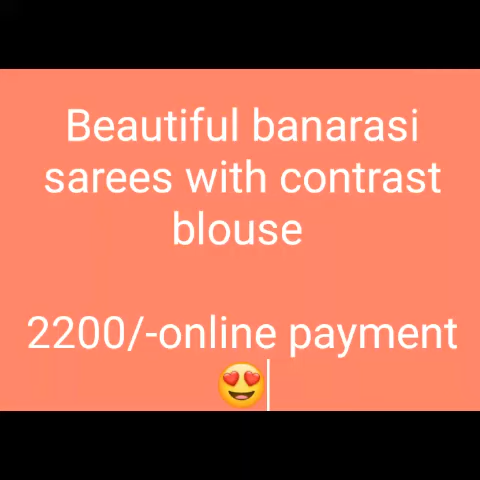 Beautiful banarasi
sarees with contrast
blouse
2200/-online payment
😍